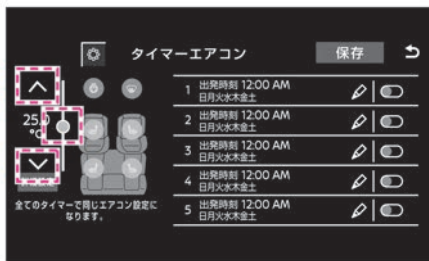 タイマーエアコン
保存
25.0
°C
全てのタイマーで同じエアコン設定に
なります。
1 出発時刻 12:00 AM
日月火水木金土
2 出発時刻 12:00 AM
日月火水木金土
3 出発時刻 12:00 AM
日月火水木金土
4 出発時刻 12:00 AM
日月火水木金土
5 出発時刻 12:00 AM
日月火水木金土